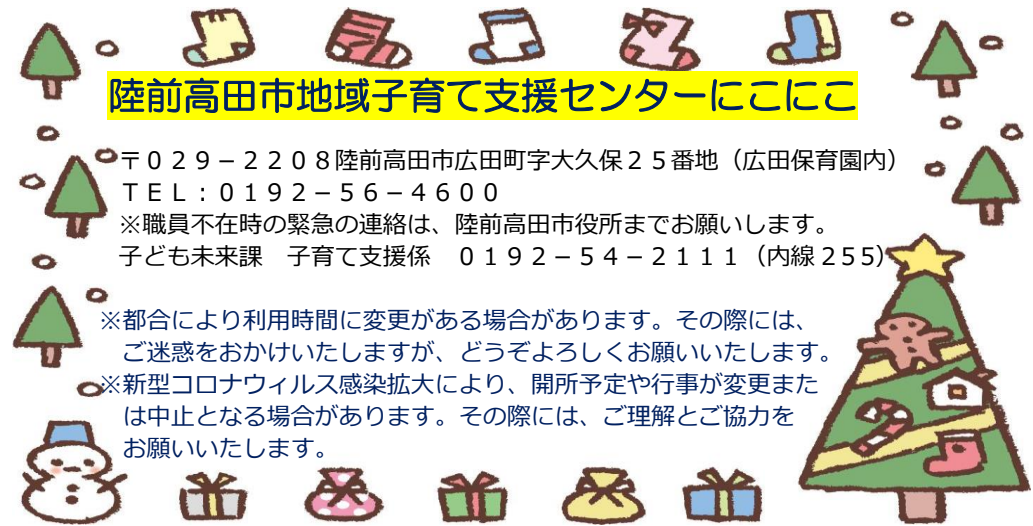 陸前高田市地域子育て支援センターにこにこ
〒029-2208陸前高田市広田町字大久保25番地（広田保育園内）
TEL：0192-56-4600
※職員不在時の緊急の連絡は、陸前高田市役所までお願いします。
子ども未来課　子育て支援係　0192-54-2111（内線255）
※都合により利用時間に変更がある場合があります。その際には、
ご迷惑をおかけいたしますが、どうぞよろしくお願いいたします。
※新型コロナウィルス感染拡大により、開所予定や行事が変更また
は中止となる場合があります。その際には、ご理解とご協力を
お願いいたします。